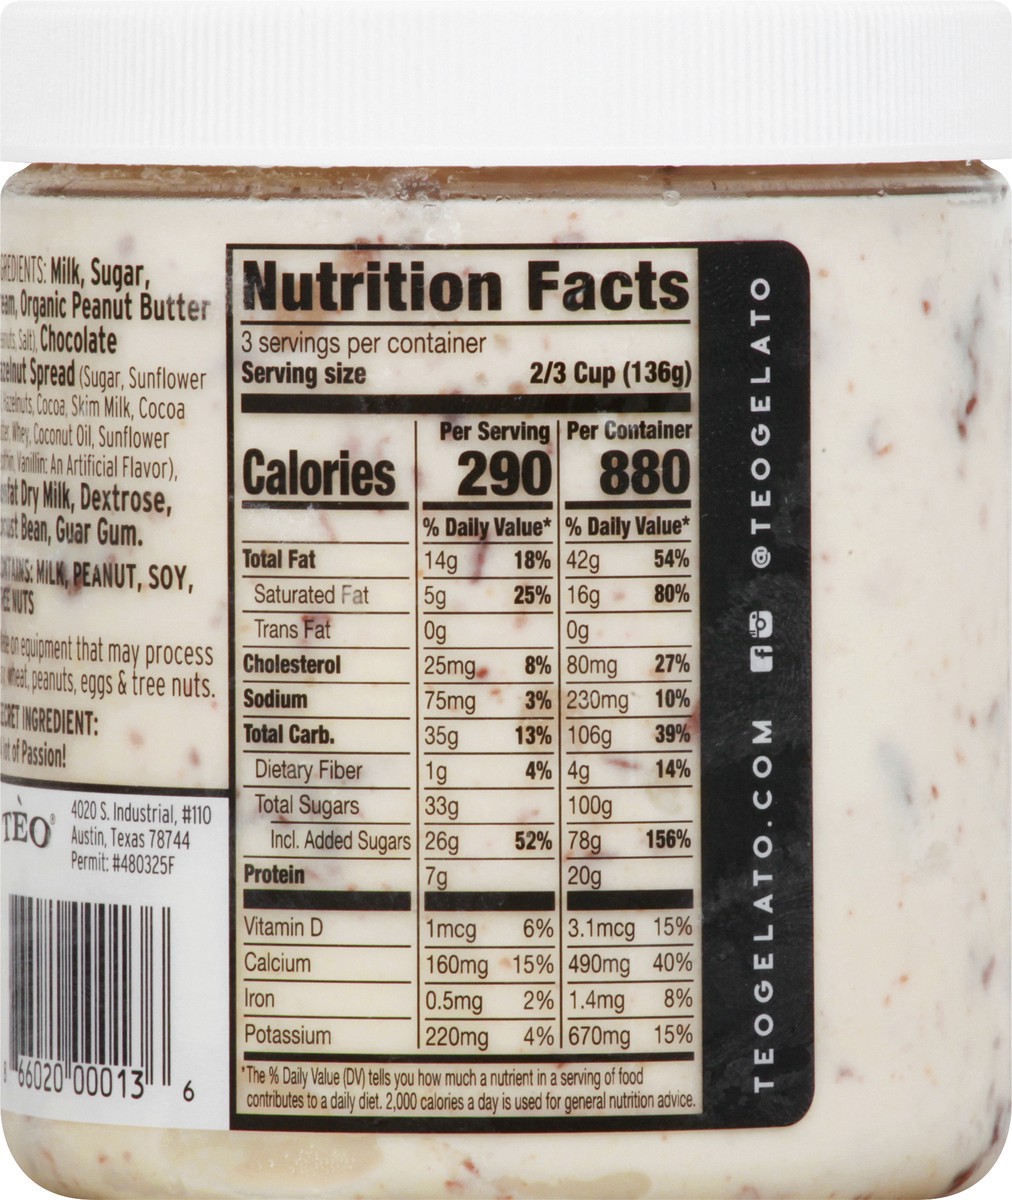 Milk, Sugar,
Organic Peanut Butter
Salt), Chocolate
Spread (Sugar, Sunflower
Hazelnuts, Cocoa, Skim Milk, Cocoa
Whey, Coconut Oil, Sunflower
Vanillin: An Artificial Flavor),
Dry Milk, Dextrose,
Bean, Guar Gum.
MILK, PEANUT, SOY,
NUTS
on equipment that may process
wheat, peanuts, eggs & tree nuts.
INGREDIENT:
lot of Passion!
TÈO®
4020 S. Industrial, #110
Austin, Texas 78744
Permit: #480325F
8 66020 00013 6
Nutrition Facts
3 servings per container
Serving size 2/3 Cup (136g)
Per Serving Per Container
Calories 290 880
% Daily Value* % Daily Value*
Total Fat 14g 18% 42g 54%
Saturated Fat 5g 25% 16g 80%
Trans Fat 0g 0g
Cholesterol 25mg 8% 80mg 27%
Sodium 75mg 3% 230mg 10%
Total Carb. 35g 13% 106g 39%
Dietary Fiber 1g 4% 4g 14%
Total Sugars 33g 100g
Incl. Added Sugars 26g 52% 78g 156%
Protein 7g 20g
Vitamin D 1mcg 6% 3.1mcg 15%
Calcium 160mg 15% 490mg 40%
Iron 0.5mg 2% 1.4mg 8%
Potassium 220mg 4% 670mg 15%
*The % Daily Value (DV) tells you how much a nutrient in a serving of food
contributes to a daily diet. 2,000 calories a day is used for general nutrition advice.
TEOGELATO.COM f @TEOGELATO